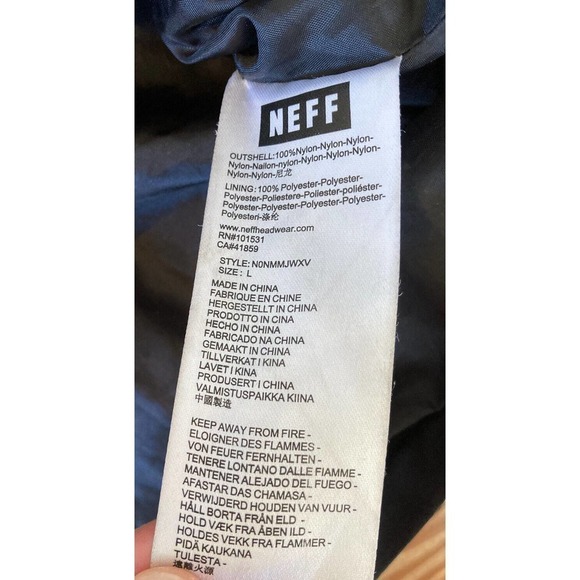 NEFF
OUTSHELL:100%Nylon-Nylon-Nylon-
Nylon-Nailon-nylon-Nylon-Nylon-Nylon-
Nylon-Nylon-尼龙
LINING: 100% Polyester-Polyester-
Polyester-Poliestere-Poliester-poliéster-
Polyester-Polyester-Polyester-Polyester-
Polyesteri-涤纶
www.neffheadwear.com
RN#101531
CA#41859
STYLE: N0NMMJWXV
SIZE: L
MADE IN CHINA
FABRIQUE EN CHINE
HERGESTELLT IN CHINA
PRODOTTO IN CINA
HECHO IN CHINA
FABRICADO NA CHINA
GEMAAKT IN CHINA
TILLVERKAT I KINA
LAVET I KINA
PRODUSERT I CHINA
VALMISTUSPAIKKA KIINA
中國製造
KEEP AWAY FROM FIRE -
ELOIGNER DES FLAMMES -
VON FEUER FERNHALTEN -
TENERE LONTANO DALLE FIAMME-
MANTENER ALEJADO DEL FUEGO -
AFASTAR DAS CHAMASA -
VERWIJDERD HOUDEN VAN VUUR -
HÅLL BORTA FRÅN ELD -
HOLD VÆK FRA ÅBEN ILD -
HOLDES VEKK FRA FLAMMER -
PIDÄ KAUKANA
TULESTA -
遠離火源